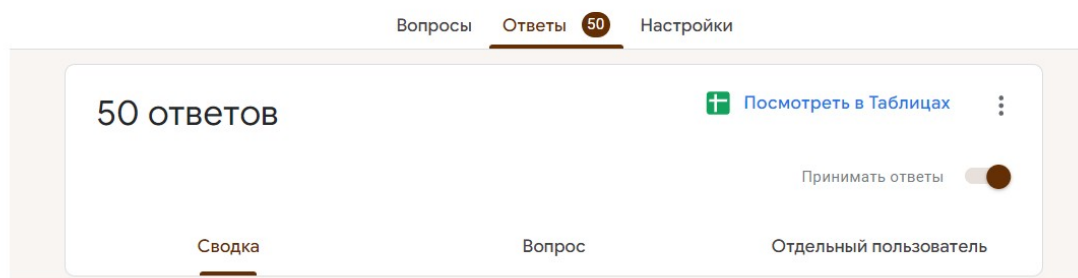 Вопросы Ответы 50 Настройки
50 ответов Посмотреть в Таблицах
Принимать ответы
Сводка Вопрос Отдельный пользователь